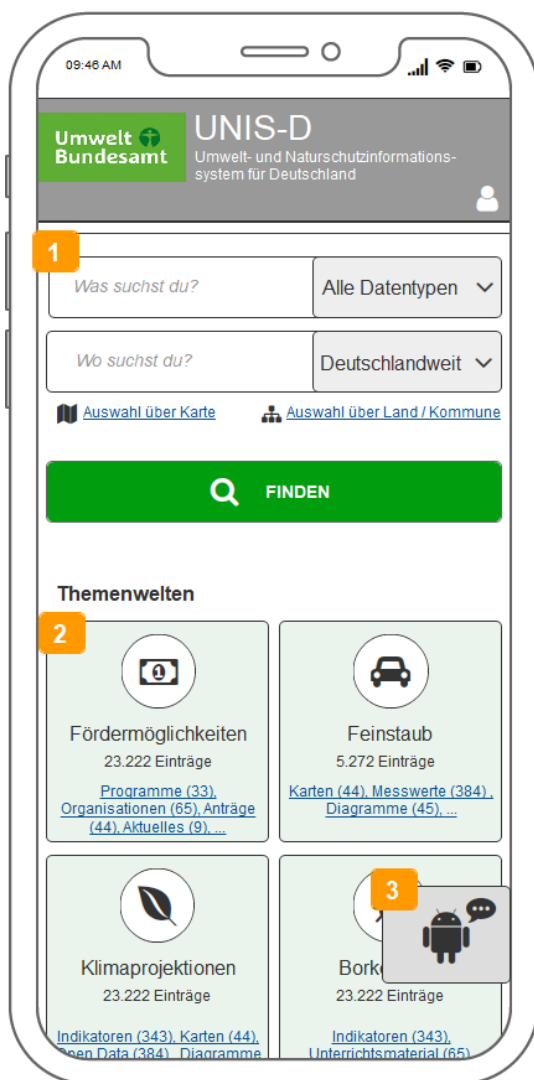 09:46 AM
Umwelt
Bundesamt
UNIS-D
Umwelt- und Naturschutzinformations-
system für Deutschland
1
Was suchst du?
Alle Datentypen
Wo suchst du?
Deutschlandweit
Auswahl über Karte
Auswahl über Land / Kommune
FINDEN
Themenwelten
2
Fördermöglichkeiten
23.222 Einträge
Programme (33),
Organisationen (65), Anträge
(44), Aktuelles (9), ...
Feinstaub
5.272 Einträge
Karten (44), Messwerte (384) ,
Diagramme (45), ...
3
Klimaprojektionen
23.222 Einträge
Indikatoren (343), Karten (44),
Open Data (384) , Diagramme
23.222 Einträge
Indikatoren (343),
Unterrichtsmaterial (65)